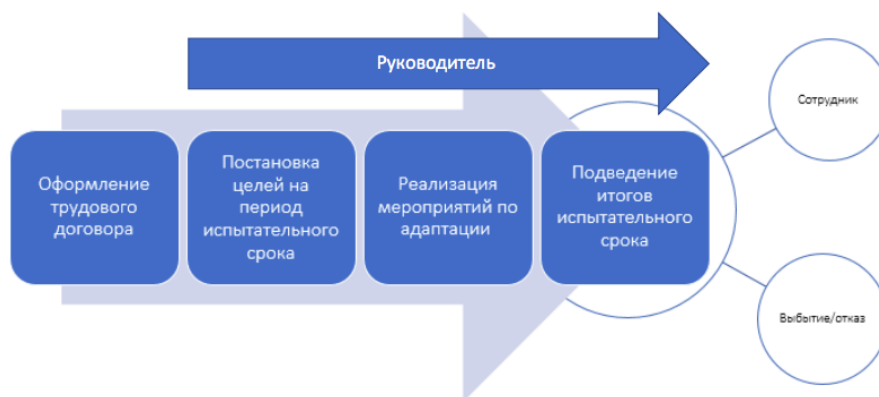 Руководитель
Сотрудник
Оформление
трудового
договора
Постановка
целей на
период
испытательного
срока
Реализация
мероприятий по
адаптации
Подведение
итогов
испытательного
срока
Выбытие/отказ